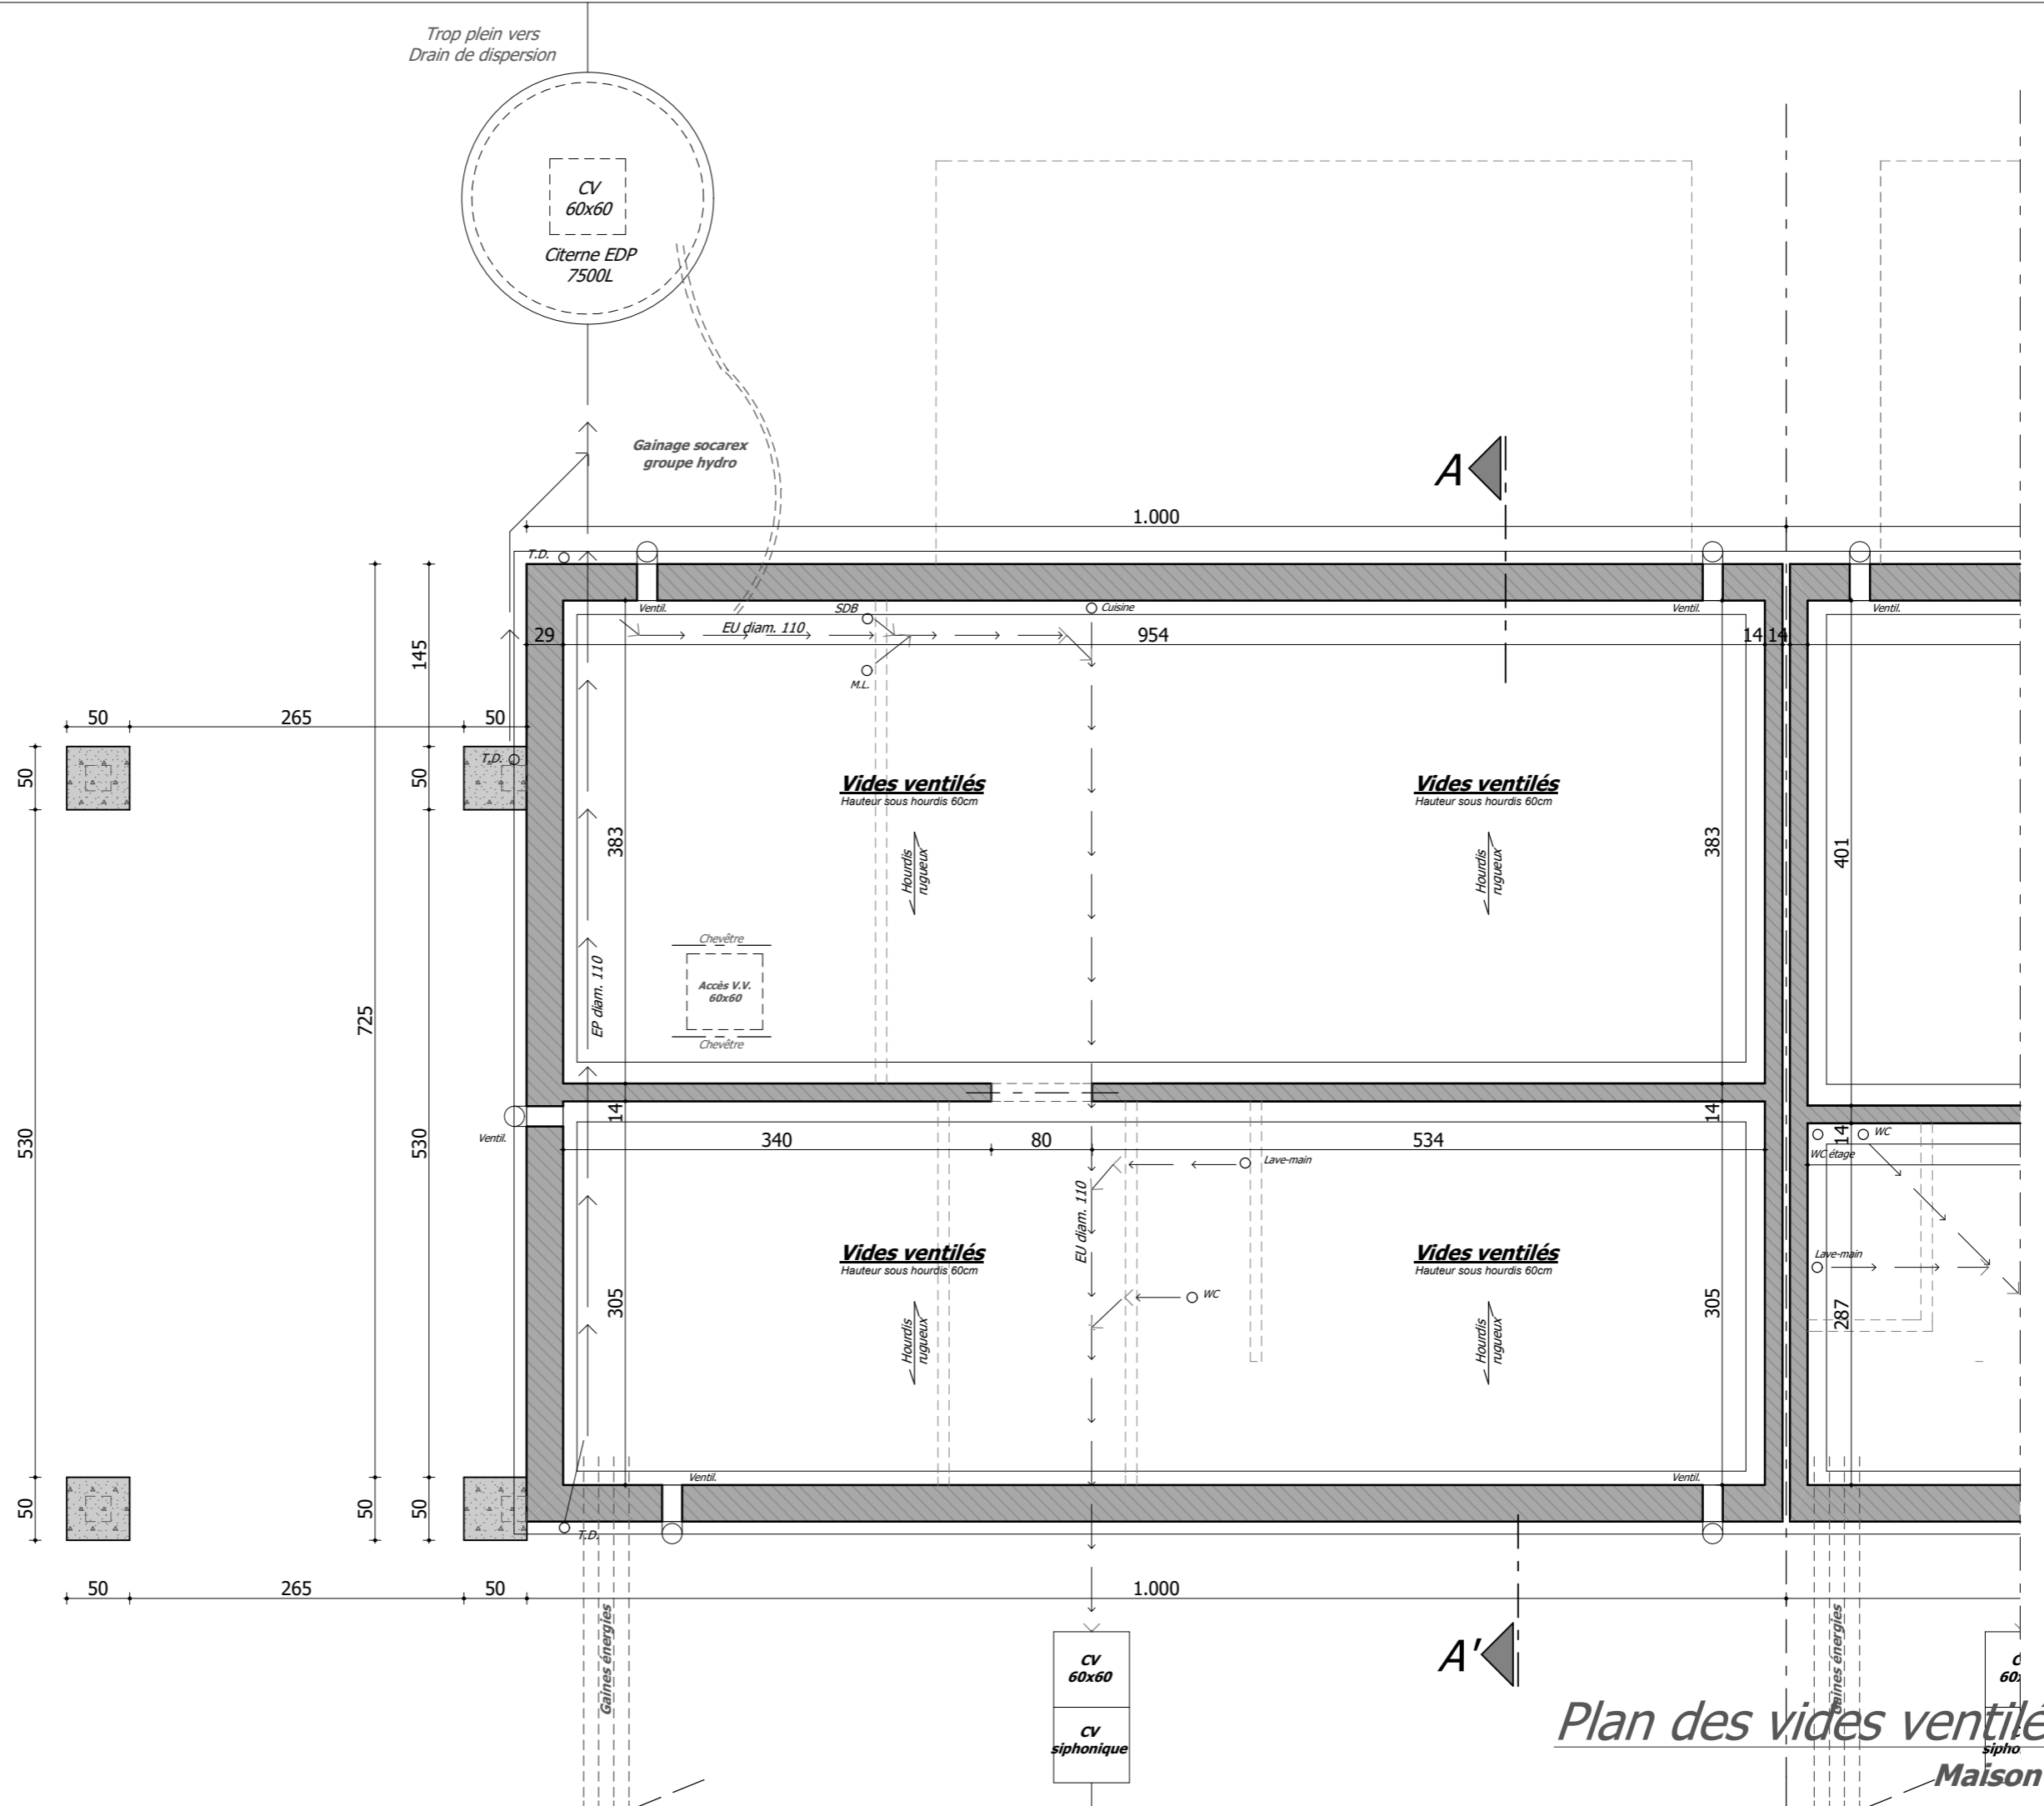 Trop plein vers
Drain de dispersion
CV
60x60
Citerne EDP
7500L
Gainage socarex
groupe hydro
A
1.000
T.D.
Ventil.
SDB
Cuisine
Ventil.
Ventil.
29
EU diam. 110
954
14
14
145
M.L.
50
265
50
50
T.D.
50
Vides ventilés
Hauteur sous hourdis 60cm
Vides ventilés
Hauteur sous hourdis 60cm
383
Hourdis
rugueux
Hourdis
rugueux
383
401
Chevêtre
Accès V.V.
60x60
Chevêtre
EP diam. 110
725
14
14
14
Ventil.
530
530
340
80
534
WC
WC étage
Lave-main
EU diam. 110
Vides ventilés
Hauteur sous hourdis 60cm
Vides ventilés
Hauteur sous hourdis 60cm
Lave-main
WC
305
Hourdis
rugueux
Hourdis
rugueux
305
287
Ventil.
Ventil.
50
50
50
T.D.
50
265
50
1.000
Gaines énergies
CV
60x60
CV
siphonique
A'
Gaines énergies
C
60x
Plan des vides ventilé
sipho
Maison